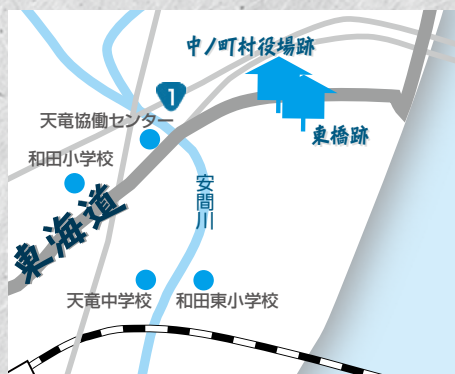 中ノ町村役場跡
1
天竜協働センター
東橋跡
和田小学校
安間川
東海道
天竜中学校
和田東小学校